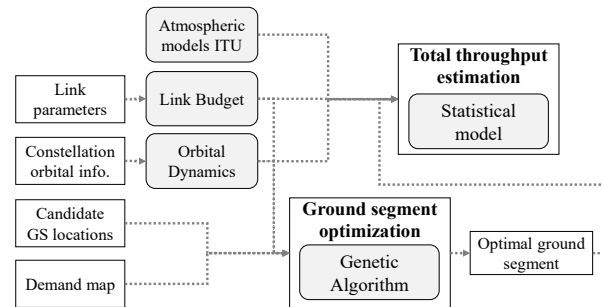 Atmospheric
models ITU
Total throughput
estimation
Link
parameters
Link Budget
Statistical
model
Constellation
orbital info.
Orbital
Dynamics
Candidate
GS locations
Ground segment
optimization
Demand map
Genetic
Algorithm
Optimal ground
segment